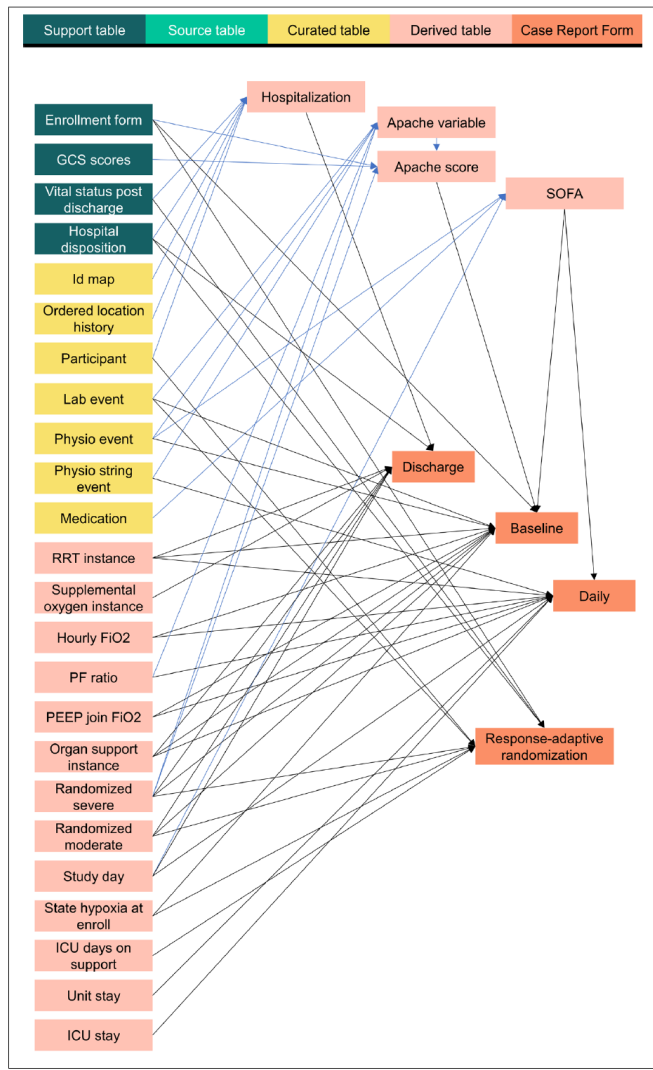 Support table
Source table
Curated table
Derived table
Case Report Form
Hospitalization
Enrollment form
Apache variable
GCS scores
Apache score
Vital status post
discharge
SOFA
Hospital
disposition
Id map
Ordered location
history
Participant
Lab event
Physio event
Discharge
Physio string
event
Medication
Baseline
RRT instance
Supplemental
oxygen instance
Daily
Hourly FiO2
PF ratio
PEEP join FiO2
Organ support
instance
Response-adaptive
randomization
Randomized
severe
Randomized
moderate
Study day
State hypoxia at
enroll
ICU days on
support
Unit stay
ICU stay